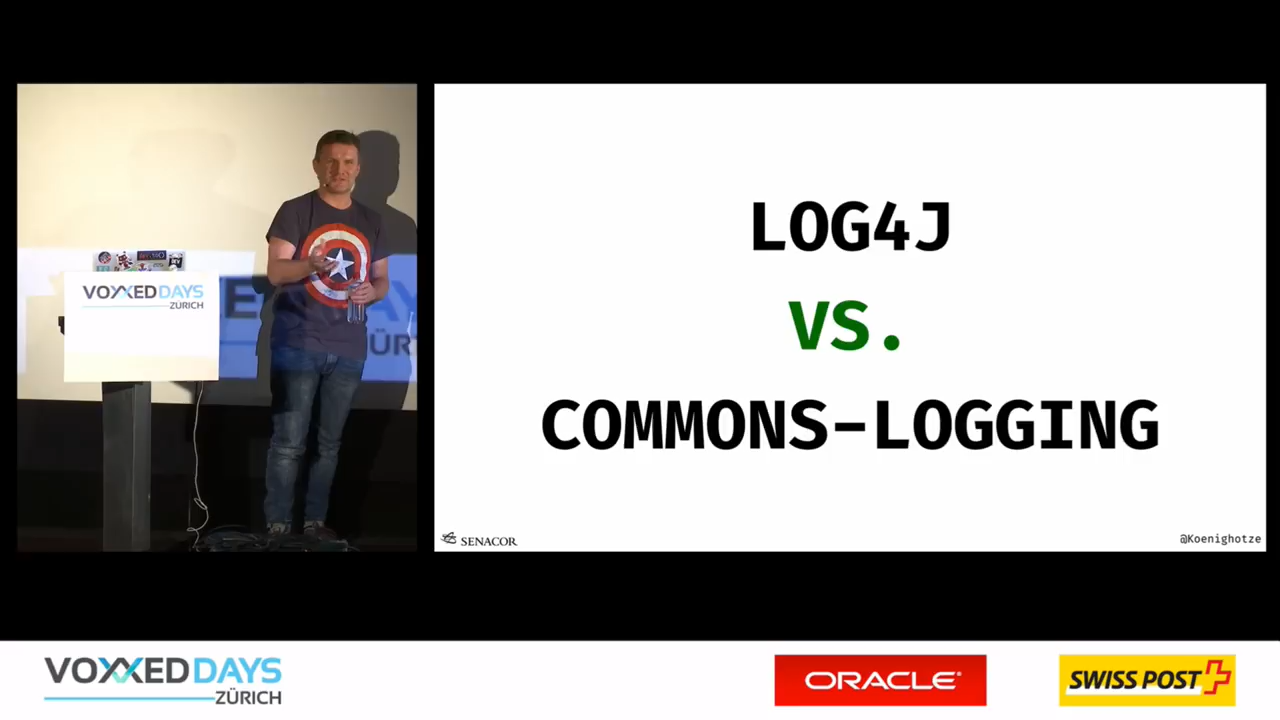 VOXXED DAYS
ZÜRICH
LOG4J
VS.
COMMONS-LOGGING
SENACOR
@Koenighotze
VOXXED DAYS
ZÜRICH
ORACLE
SWISS POST